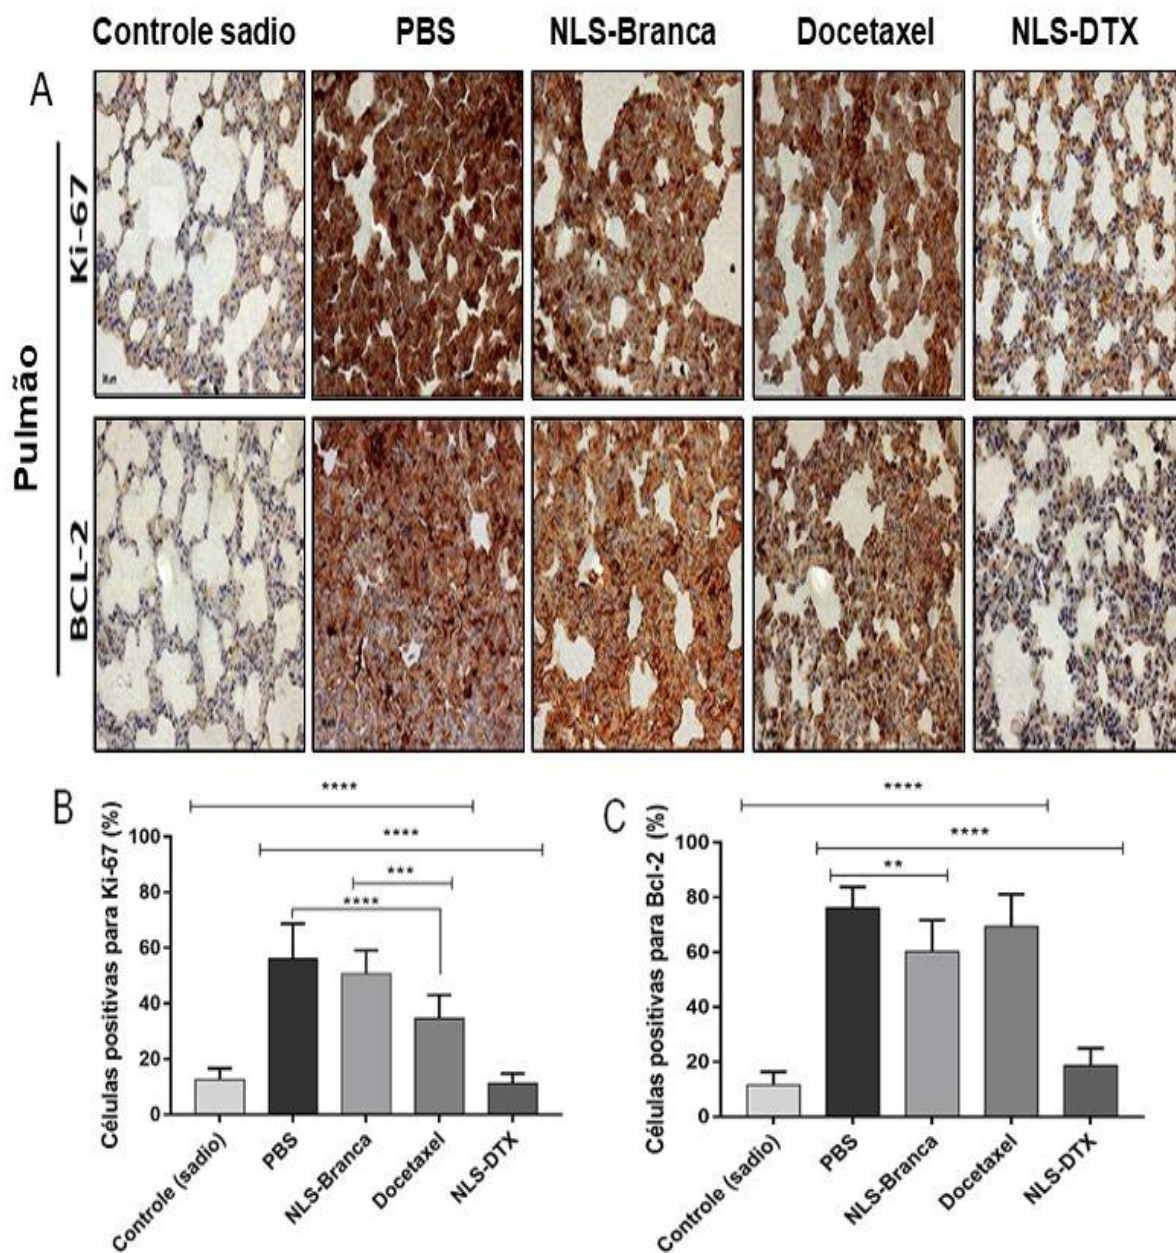 Controle sadio PBS NLS-Branca Docetaxel NLS-DTX
A
Pulmão
Ki-67
BCL-2
B
****
****
***
****
Células positivas para Ki-67 (%)
100
80
60
40
20
0
Controle (sadio)
PBS
NLS-Branca
Docetaxel
NLS-DTX
C
****
****
**
Células positivas para Bcl-2 (%)
100
80
60
40
20
0
Controle (sadio)
PBS
NLS-Branca
Docetaxel
NLS-DTX